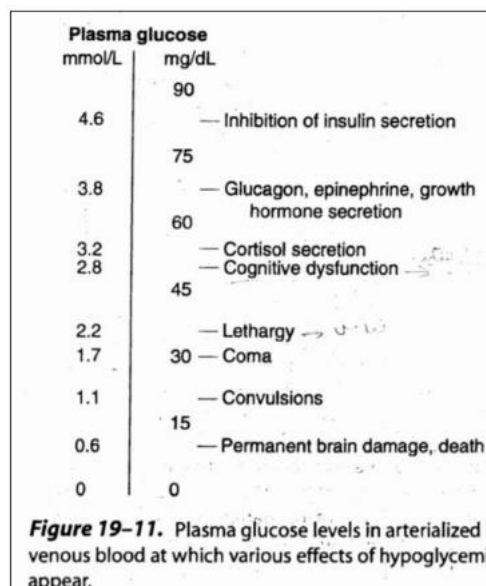 Plasma glucose
mmol/L mg/dL
90
4.6 Inhibition of insulin secretion
75
3.8 Glucagon, epinephrine, growth
hormone secretion
60
3.2 Cortisol secretion
2.8 Cognitive dysfunction
45
2.2 Lethargy
1.7 30 Coma
1.1 Convulsions
15
0.6 Permanent brain damage, death
0 0
Figure 19–11. Plasma glucose levels in arterialized
venous blood at which various effects of hypoglycemi
appear.